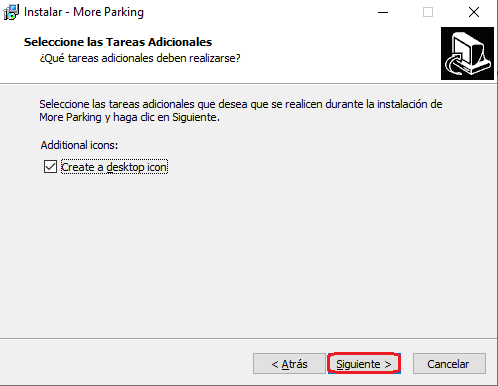 Instalar - More Parking
Seleccione las Tareas Adicionales
¿Qué tareas adicionales deben realizarse?
Seleccione las tareas adicionales que desea que se realicen durante la instalación de
More Parking y haga clic en Siguiente.
Additional icons:
Create a desktop icon
< Atrás
Siguiente >
Cancelar